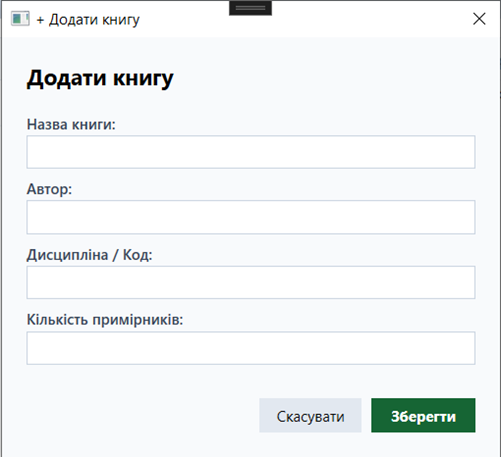 + Додати книгу
Додати книгу
Назва книги:
Автор:
Дисципліна / Код:
Кількість примірників:
Скасувати Зберегти